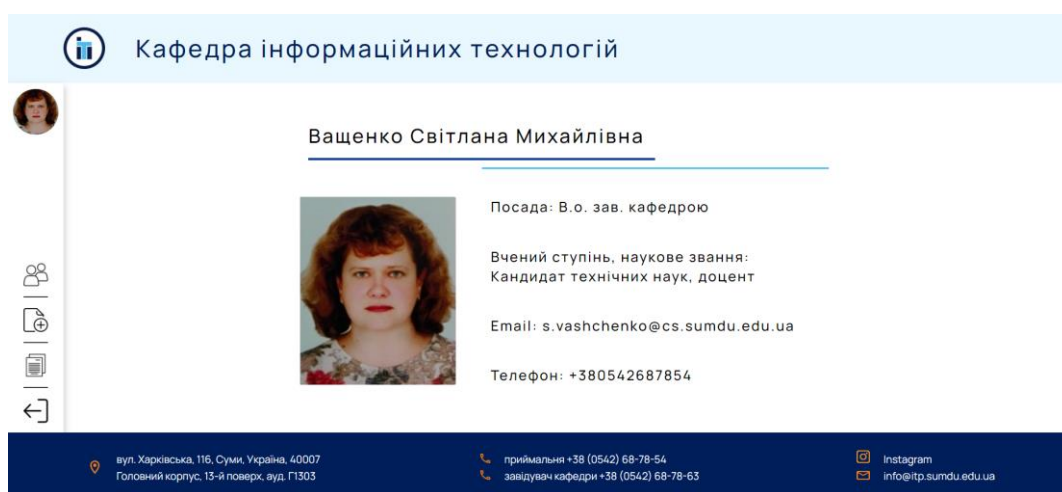 Кафедра інформаційних технологій
Ващенко Світлана Михайлівна
Посада: В.о. зав. кафедрою
Вчений ступінь, наукове звання:
Кандидат технічних наук, доцент
Email: s.vashchenko@cs.sumdu.edu.ua
Телефон: +380542687854
вул. Харківська, 116, Суми, Україна, 40007
Головний корпус, 13-й поверх, ауд. Г1303
приймальня +38 (0542) 68-78-54
завідувач кафедри +38 (0542) 68-78-63
Instagram
info@itp.sumdu.edu.ua